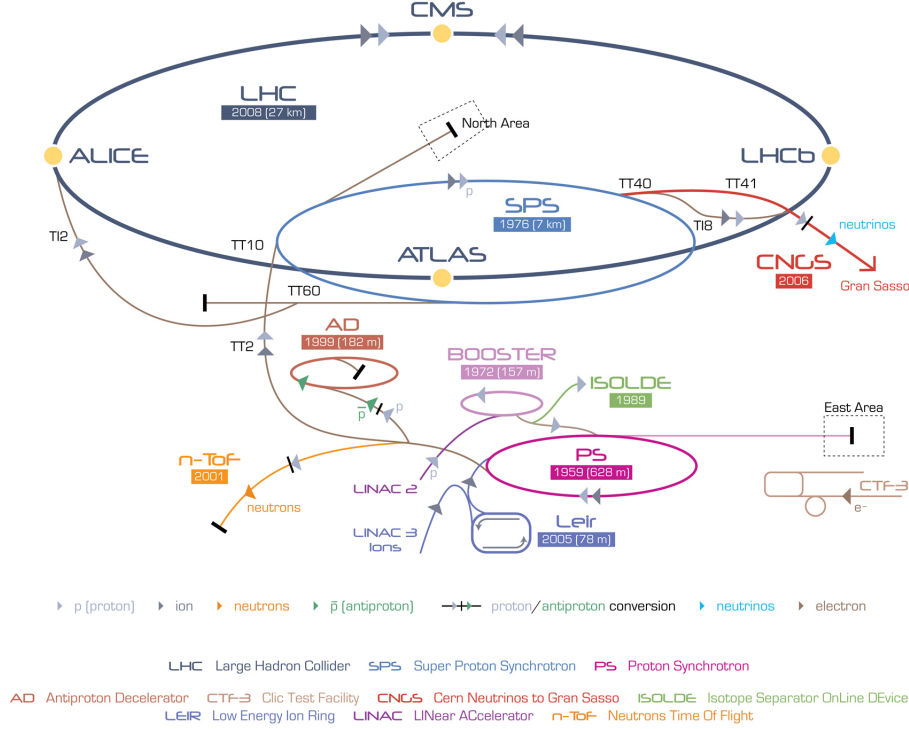 CMS
LHC
2008 (27 km)
North Area
ALICE
LHCb
TT40
TT41
p
SPS
1976 (7 km)
TI8
neutrinos
TI2
TT10
ATLAS
CNGS
2006
Gran Sasso
TT60
AD
1999 (182 m)
TT2
BOOSTER
1972 (157 m)
ISOLDE
1989
East Area
p̄
p
n-ToF
2001
PS
1959 (628 m)
p
LINAC 2
neutrons
CTF3
e-
LINAC 3
Ions
Leir
2005 (78 m)
p (proton) ion neutrons p̄ (antiproton) proton/antiproton conversion neutrinos electron
LHC Large Hadron Collider SPS Super Proton Synchrotron PS Proton Synchrotron
AD Antiproton Decelerator CTF3 Clic Test Facility CNGS Cern Neutrinos to Gran Sasso ISOLDE Isotope Separator OnLine DEvice
LEIR Low Energy Ion Ring LINAC LINear ACcelerator n-ToF Neutrons Time Of Flight